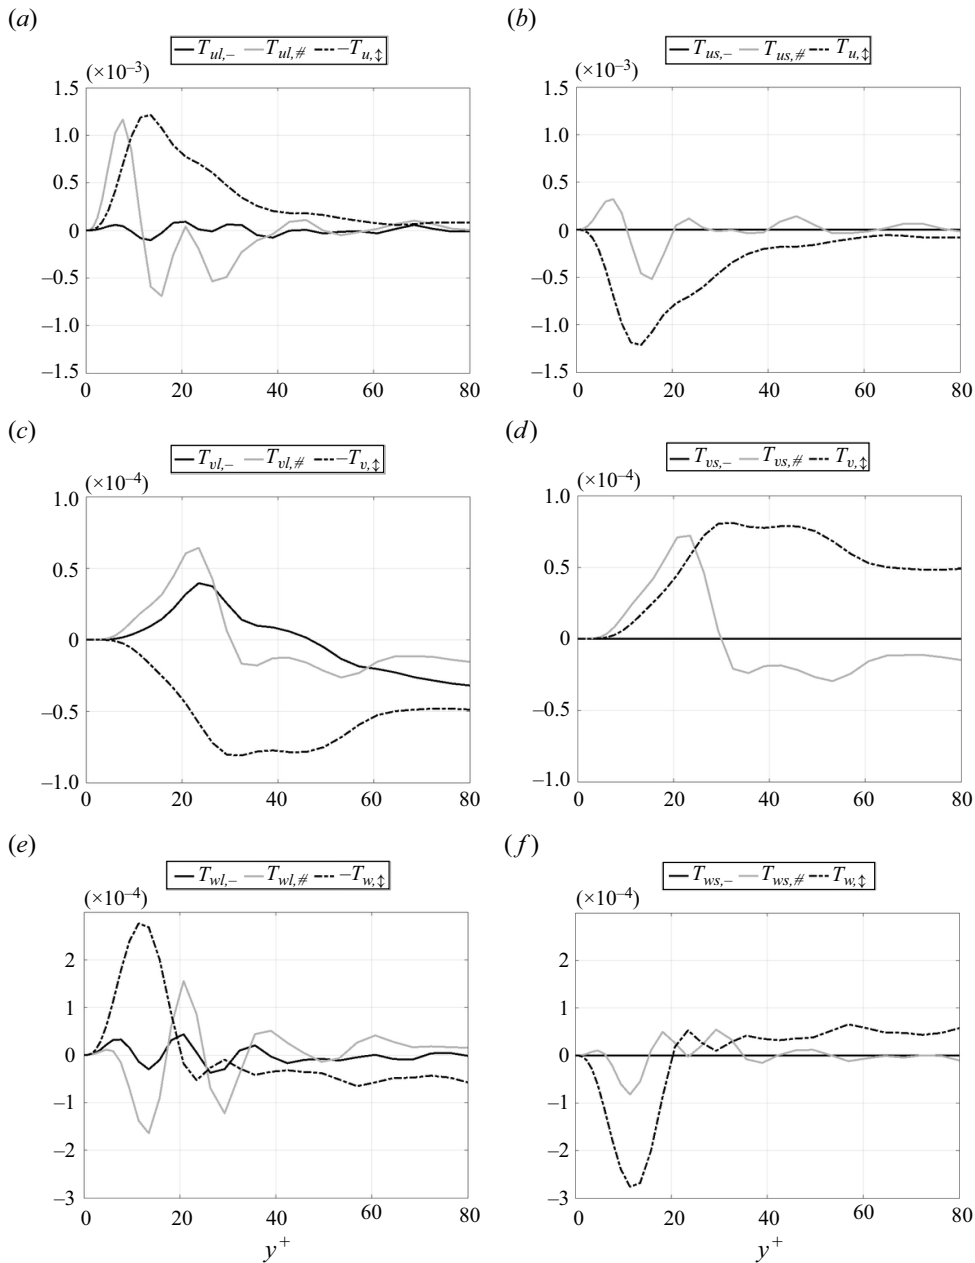 (a)
T_{ul,–} T_{ul,#} –T_{u,↕}
(×10⁻³)
1.5
1.0
0.5
0
–0.5
–1.0
–1.5
0 20 40 60 80
(b)
T_{us,–} T_{us,#} T_{u,↕}
(×10⁻³)
1.5
1.0
0.5
0
–0.5
–1.0
–1.5
0 20 40 60 80
(c)
T_{vl,–} T_{vl,#} –T_{v,↕}
(×10⁻⁴)
1.0
0.5
0
–0.5
–1.0
0 20 40 60 80
(d)
T_{vs,–} T_{vs,#} T_{v,↕}
(×10⁻⁴)
1.0
0.5
0
–0.5
–1.0
0 20 40 60 80
(e)
T_{wl,–} T_{wl,#} –T_{w,↕}
(×10⁻⁴)
2
1
0
–1
–2
–3
0 20 40 60 80
y⁺
(f)
T_{ws,–} T_{ws,#} T_{w,↕}
(×10⁻⁴)
2
1
0
–1
–2
–3
0 20 40 60 80
y⁺